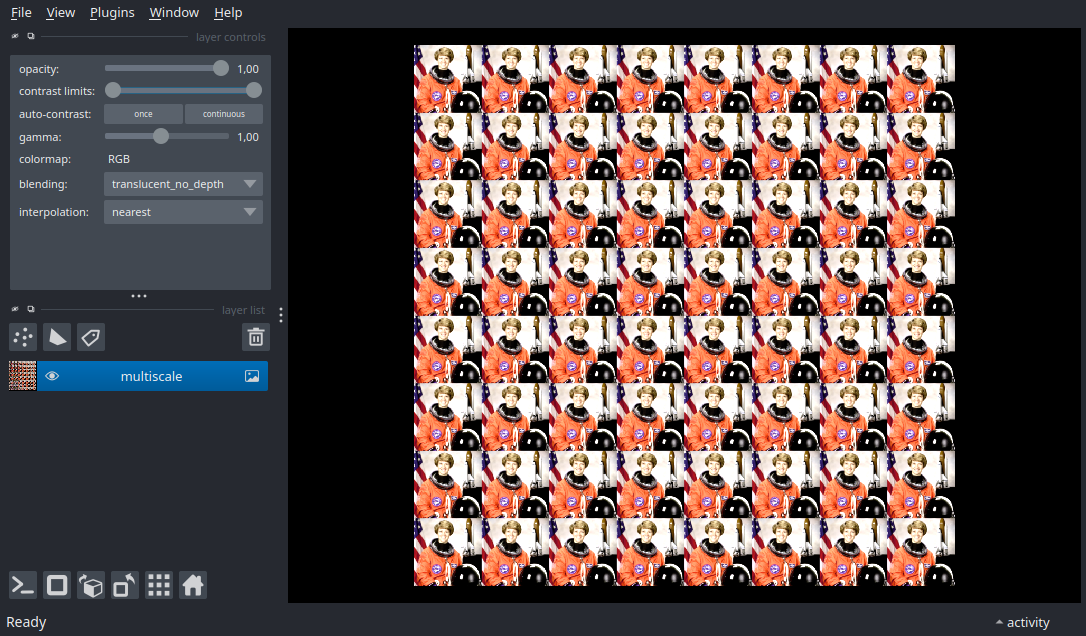 File View Plugins Window Help
layer controls
opacity: 1,00
contrast limits:
auto-contrast: once continuous
gamma: 1,00
colormap: RGB
blending: translucent_no_depth
interpolation: nearest
layer list
multiscale
Ready activity